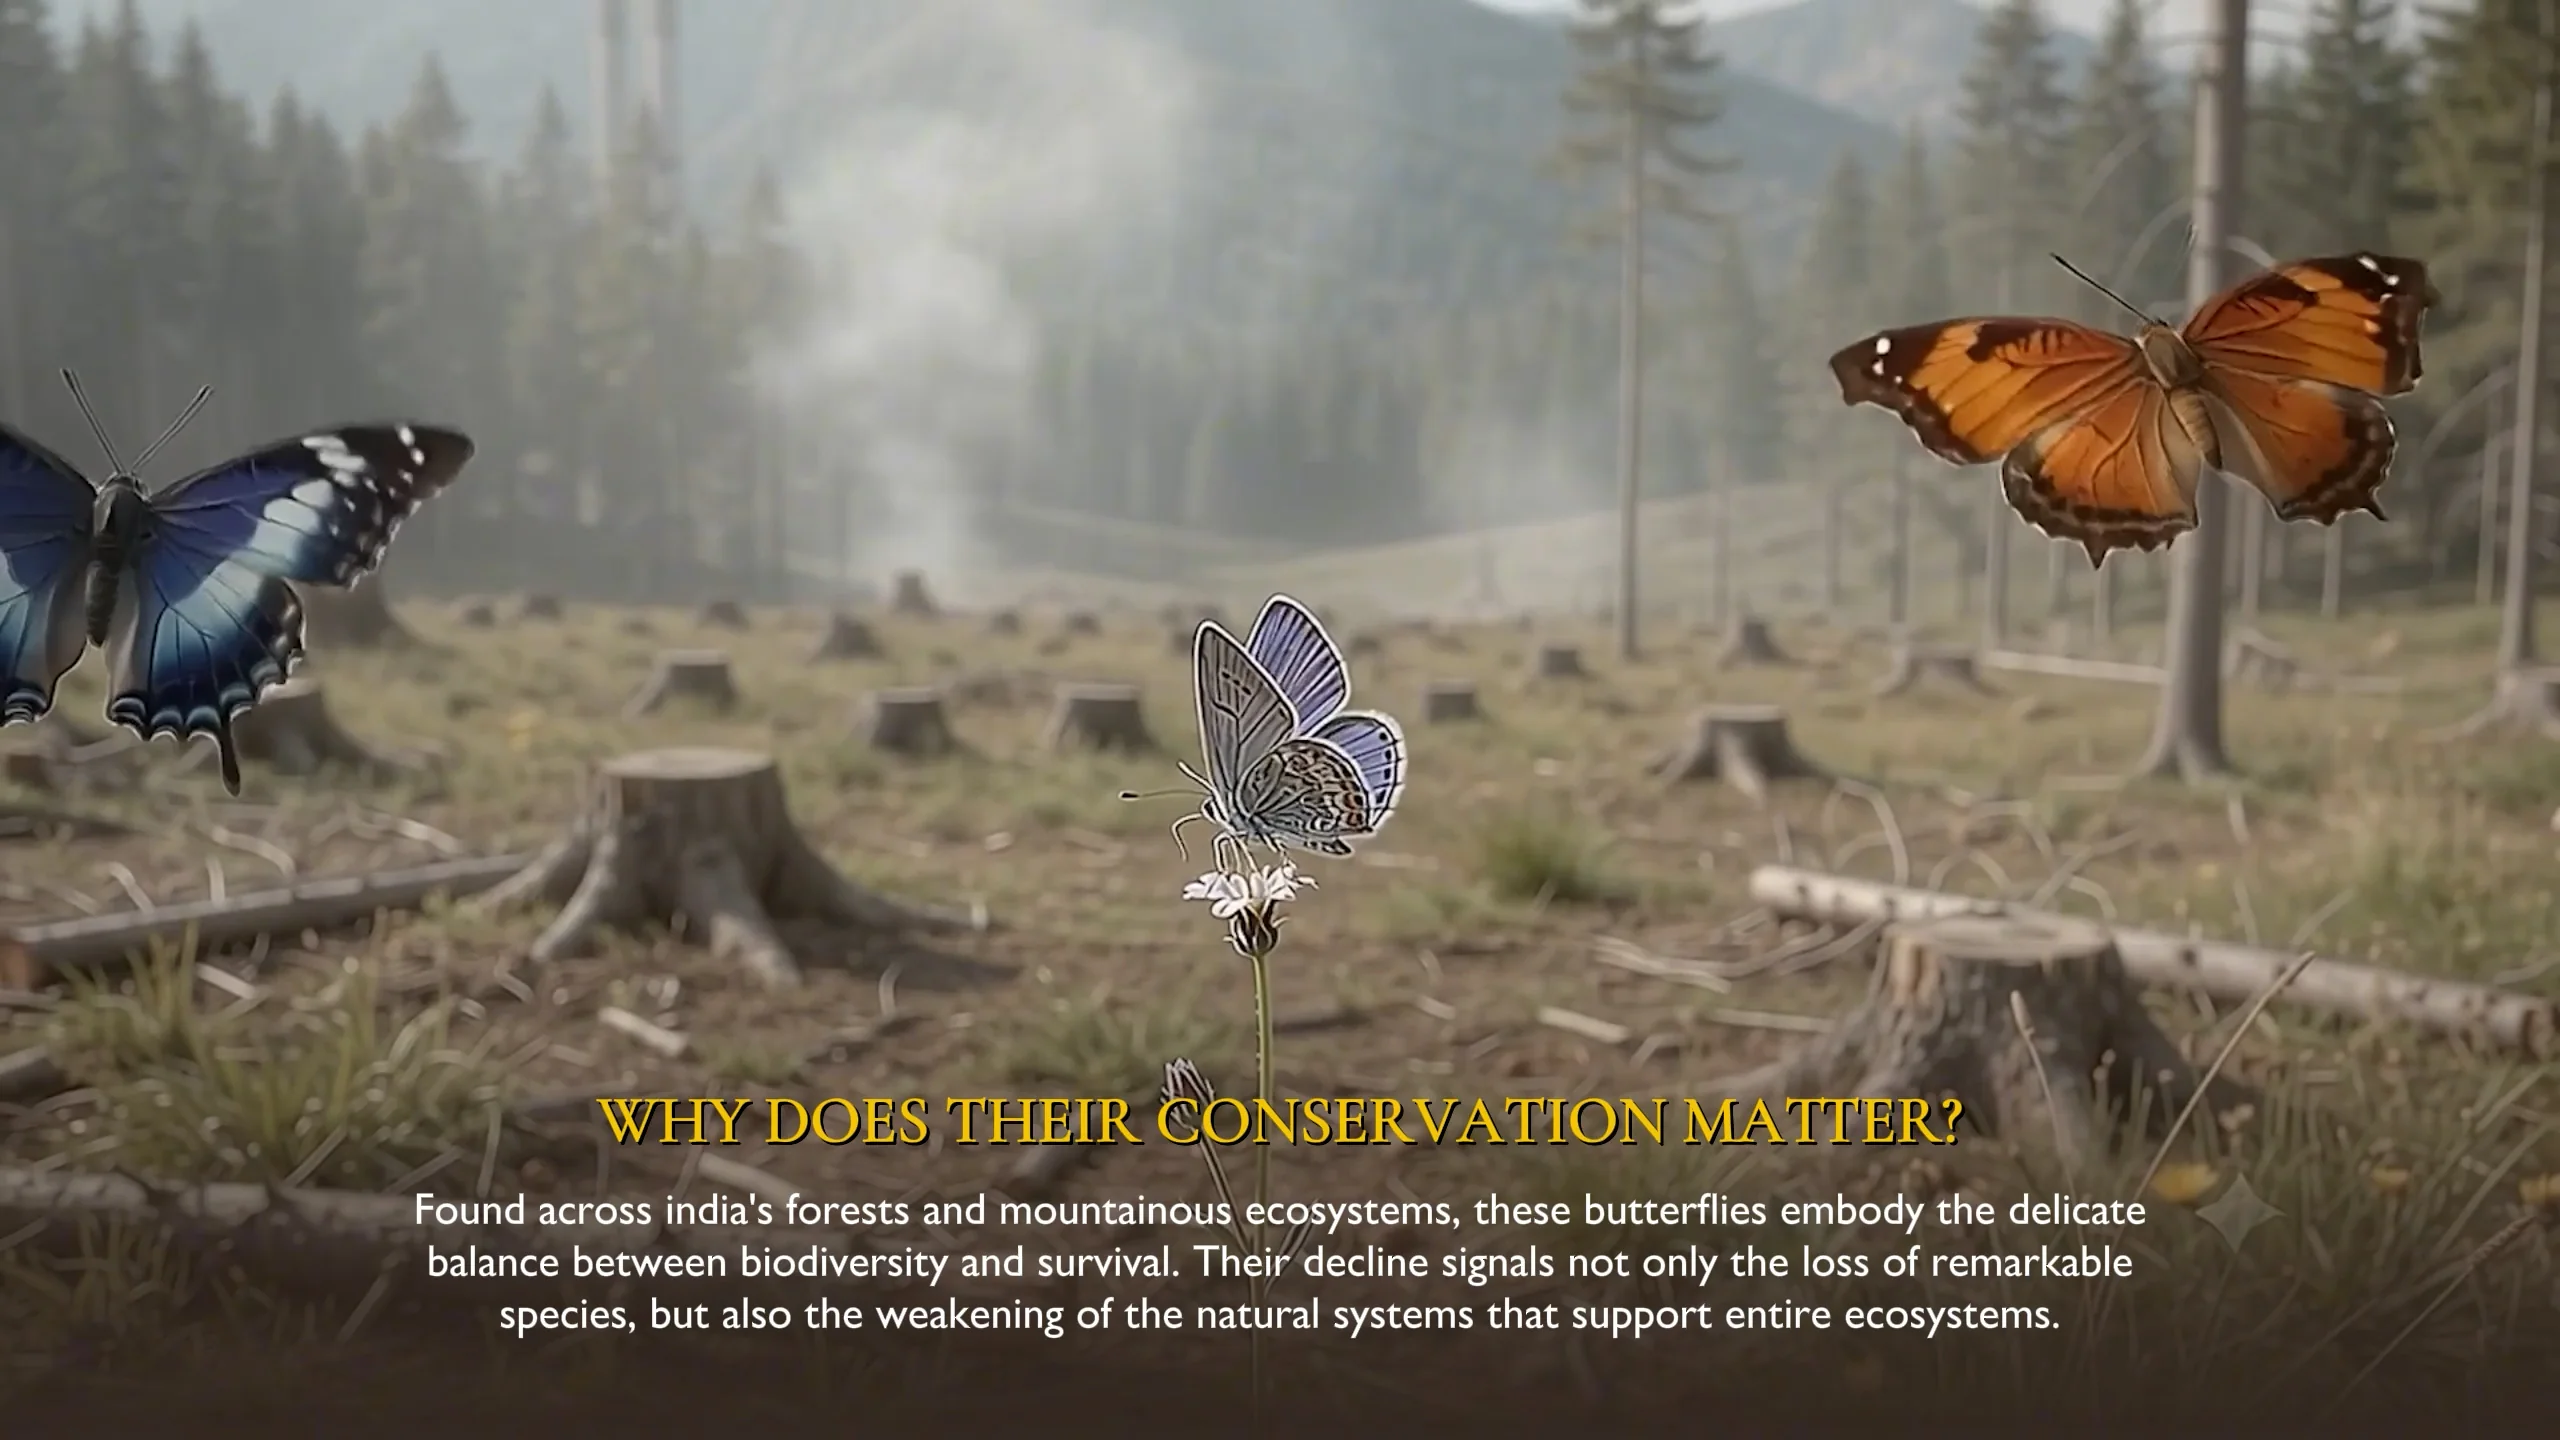 WHY DOES THEIR CONSERVATION MATTER?
Found across india's forests and mountainous ecosystems, these butterflies embody the delicate
balance between biodiversity and survival. Their decline signals not only the loss of remarkable
species, but also the weakening of the natural systems that support entire ecosystems.